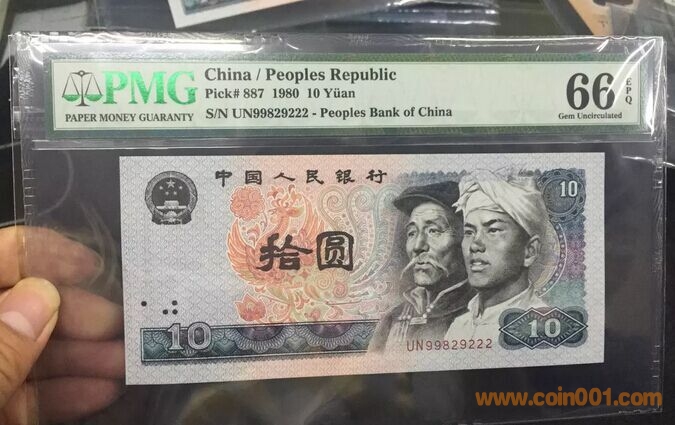 PMG
PAPER MONEY GUARANTY
China / Peoples Republic
Pick# 887 1980 10 Yüan
S/N UN99829222 - Peoples Bank of China
66 EPQ
Gem Uncirculated
中国人民银行
10
拾圆
10
10
UN99829222
www.coin001.com